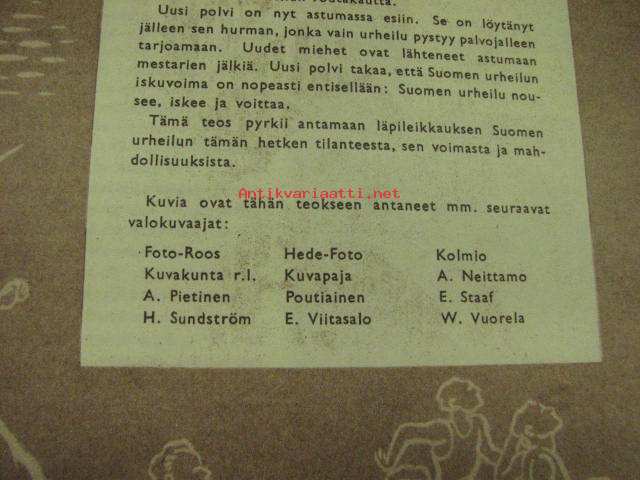 Uusi polvi on nyt astumassa esiin. Se on löytänyt
jälleen sen hurman, jonka vain urheilu pystyy palvojalleen
tarjoamaan. Uudet miehet ovat lähteneet astumaan
mestarien jälkiä. Uusi polvi takaa, että Suomen urheilun
iskuvoima on nopeasti entisellään: Suomen urheilu nou-
see, iskee ja voittaa.
Tämä teos pyrkii antamaan läpileikkauksen Suomen
urheilun tämän hetken tilanteesta, sen voimasta ja mah-
dollisuuksista.
Antikvariaatti.net
Kuvia ovat tähän teokseen antaneet mm. seuraavat
valokuvaajat:
Foto-Roos Hede-Foto Kolmio
Kuvakunta r.l. Kuvapaja A. Neittamo
A. Pietinen Poutiainen E. Staaf
H. Sundström E. Viitasalo W. Vuorela